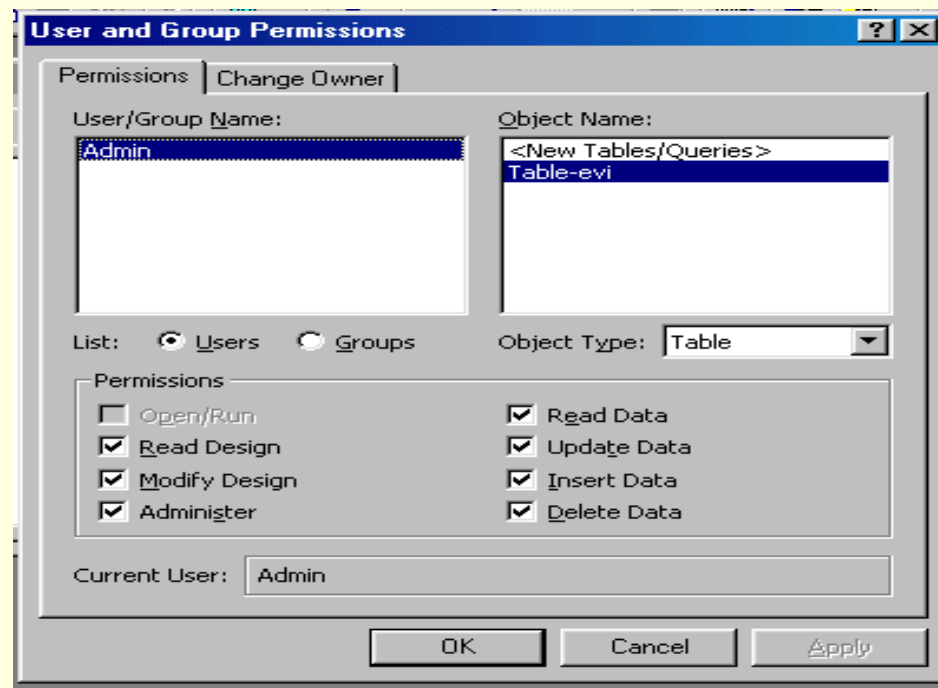 User and Group Permissions
Permissions
Change Owner
User/Group Name:
Admin
Object Name:
<New Tables/Queries>
Table-evi
List:
Users
Groups
Object Type:
Table
Permissions
Open/Run
Read Design
Modify Design
Administer
Read Data
Update Data
Insert Data
Delete Data
Current User:
Admin
OK
Cancel
Apply